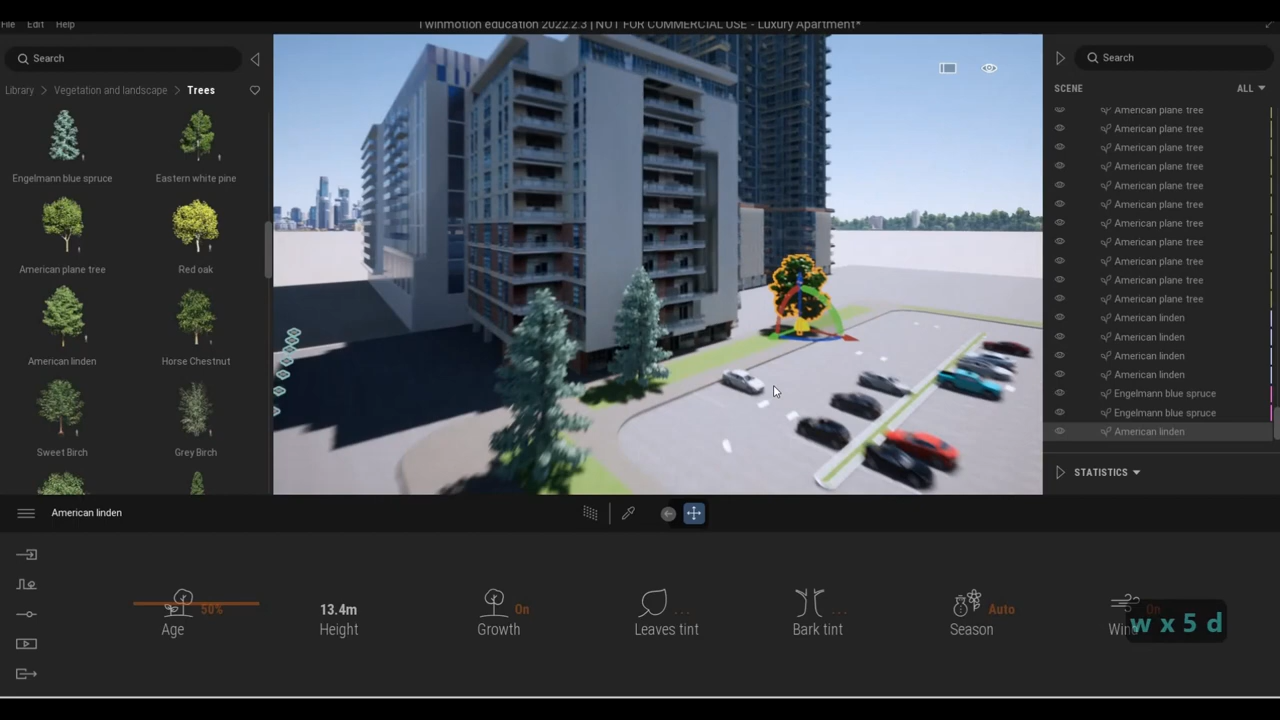 File Edit Help
Twinmotion education 2022.2.3 | NOT FOR COMMERCIAL USE - Luxury Apartment*
Search
Library Vegetation and landscape Trees
Engelmann blue spruce
Eastern white pine
American plane tree
Red oak
American linden
Horse Chestnut
Sweet Birch
Grey Birch
Search
SCENE
ALL
American plane tree
American plane tree
American plane tree
American plane tree
American plane tree
American plane tree
American plane tree
American plane tree
American plane tree
American plane tree
American plane tree
American linden
American linden
American linden
American linden
Engelmann blue spruce
Engelmann blue spruce
American linden
STATISTICS
American linden
50%
Age
13.4m
Height
On
Growth
...
Leaves tint
...
Bark tint
Auto
Season
On
Win
w x 5 d